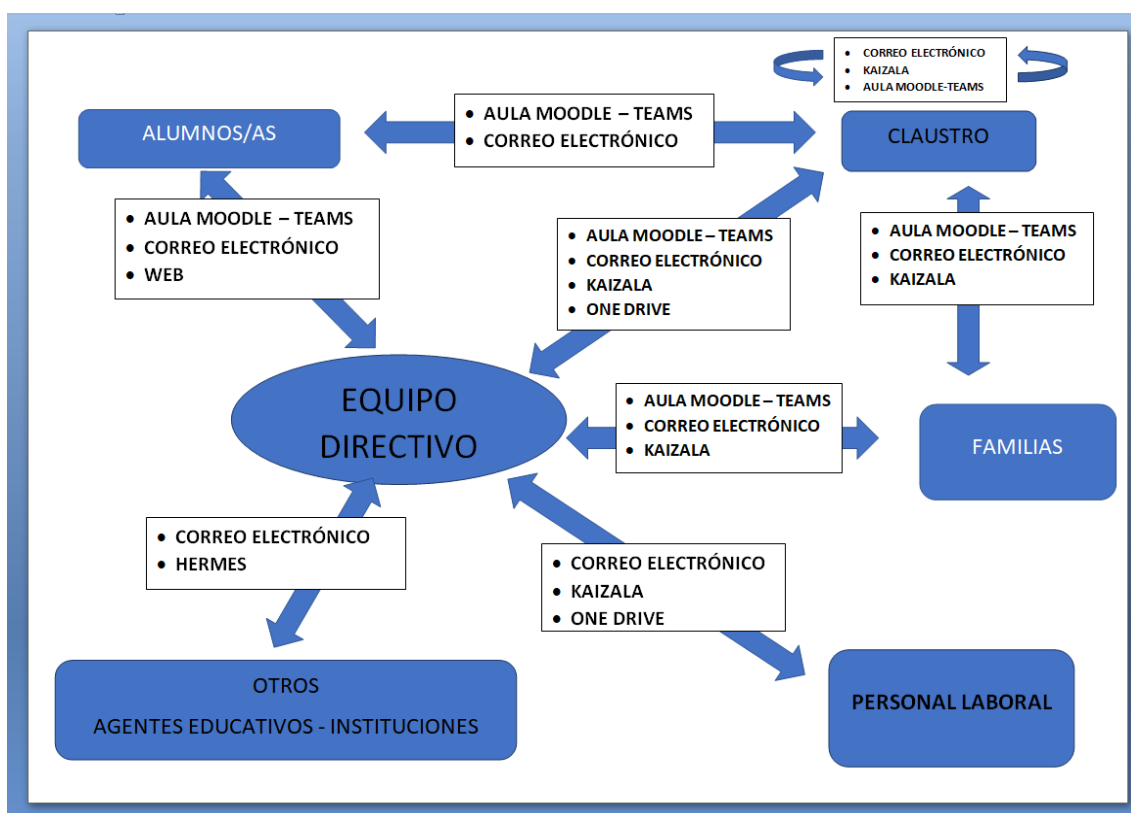 • CORREO ELECTRÓNICO
• KAIZALA
• AULA MOODLE-TEAMS
ALUMNOS/AS
• AULA MOODLE – TEAMS
• CORREO ELECTRÓNICO
CLAUSTRO
• AULA MOODLE – TEAMS
• CORREO ELECTRÓNICO
• WEB
• AULA MOODLE – TEAMS
• CORREO ELECTRÓNICO
• KAIZALA
• ONE DRIVE
• AULA MOODLE – TEAMS
• CORREO ELECTRÓNICO
• KAIZALA
EQUIPO
DIRECTIVO
• AULA MOODLE – TEAMS
• CORREO ELECTRÓNICO
• KAIZALA
FAMILIAS
• CORREO ELECTRÓNICO
• HERMES
• CORREO ELECTRÓNICO
• KAIZALA
• ONE DRIVE
OTROS
AGENTES EDUCATIVOS - INSTITUCIONES
PERSONAL LABORAL